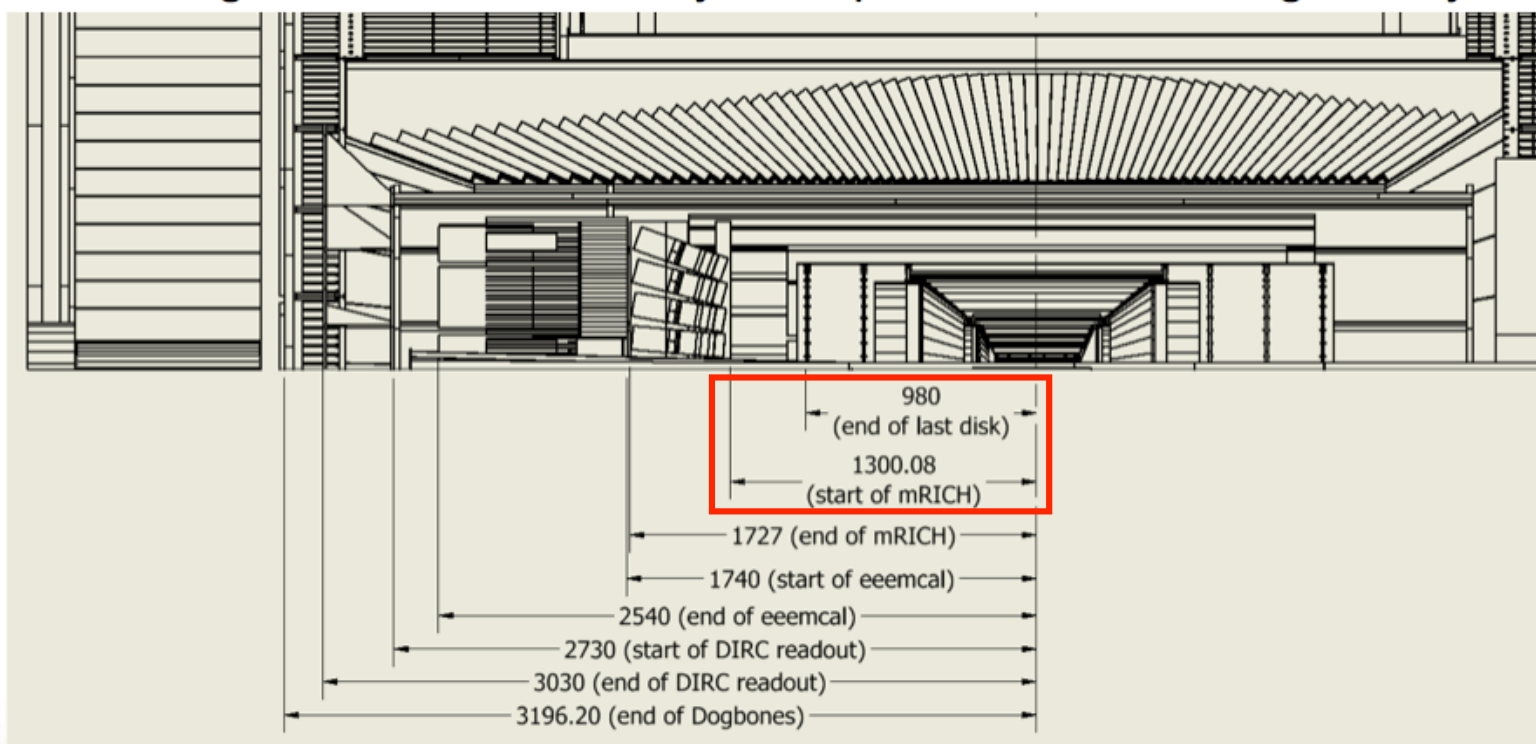 980
(end of last disk)
1300.08
(start of mRICH)
1727 (end of mRICH)
1740 (start of eeemcal)
2540 (end of eeemcal)
2730 (start of DIRC readout)
3030 (end of DIRC readout)
3196.20 (end of Dogbones)